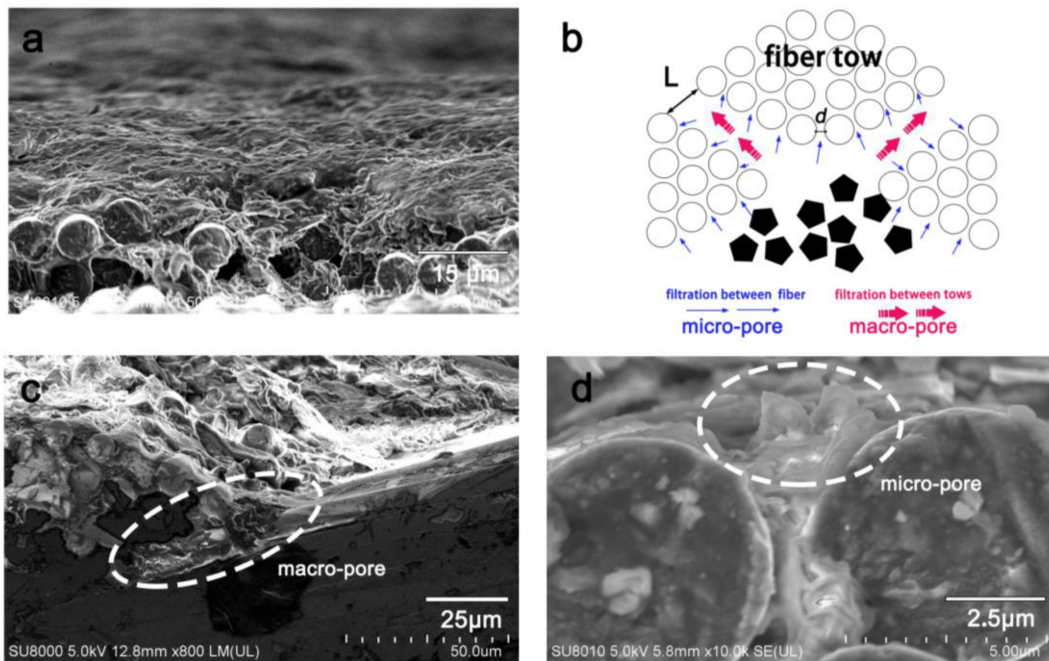 a
15 μm
b
fiber tow
L
d
filtration between fiber
micro-pore
filtration between tows
macro-pore
c
macro-pore
25μm
SU8000 5.0kV 12.8mm x800 LM(UL)
50.0um
d
micro-pore
2.5μm
SU8010 5.0kV 5.8mm x10.0k SE(UL)
5.00um